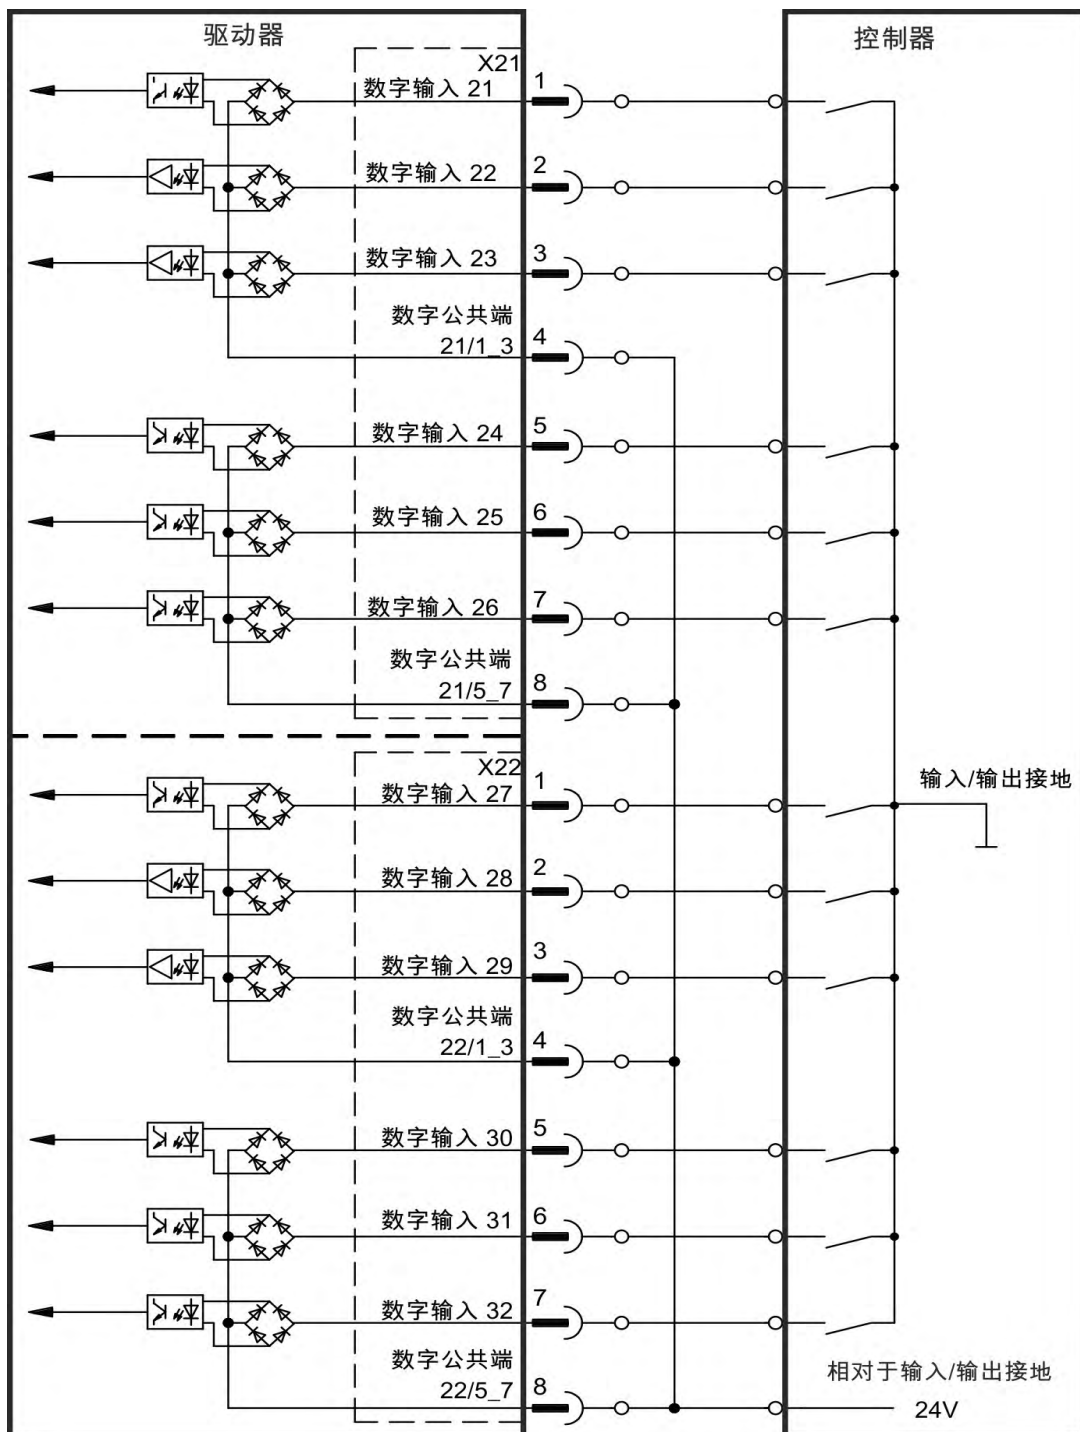 驱动器
控制器
X21
数字输入 21
1
数字输入 22
2
数字输入 23
3
数字公共端
21/1_3
4
数字输入 24
5
数字输入 25
6
数字输入 26
7
数字公共端
21/5_7
8
X22
数字输入 27
1
输入/输出接地
数字输入 28
2
数字输入 29
3
数字公共端
22/1_3
4
数字输入 30
5
数字输入 31
6
数字输入 32
7
数字公共端
22/5_7
8
相对于输入/输出接地
24V